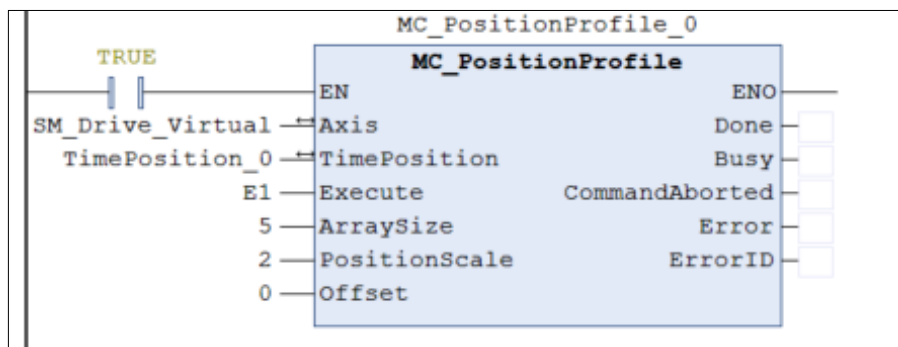 MC_PositionProfile_0
TRUE
MC_PositionProfile
EN ENO
SM_Drive_Virtual Axis Done
TimePosition_0 TimePosition Busy
E1 Execute CommandAborted
5 ArraySize Error
2 PositionScale ErrorID
0 Offset